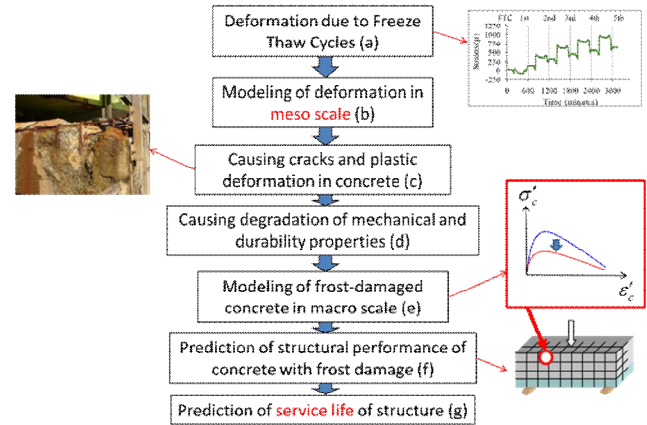 Deformation due to Freeze
Thaw Cycles (a)
FTC 1st 2nd 3rd 4th 5th
1250
1000
750
500
250
0
-250
Strains(μ)
0 600 1200 1800 2400 3000
Time (minutes)
Modeling of deformation in
meso scale (b)
Causing cracks and plastic
deformation in concrete (c)
Causing degradation of mechanical and
durability properties (d)
σ'c
ε'c
Modeling of frost-damaged
concrete in macro scale (e)
Prediction of structural performance of
concrete with frost damage (f)
Prediction of service life of structure (g)